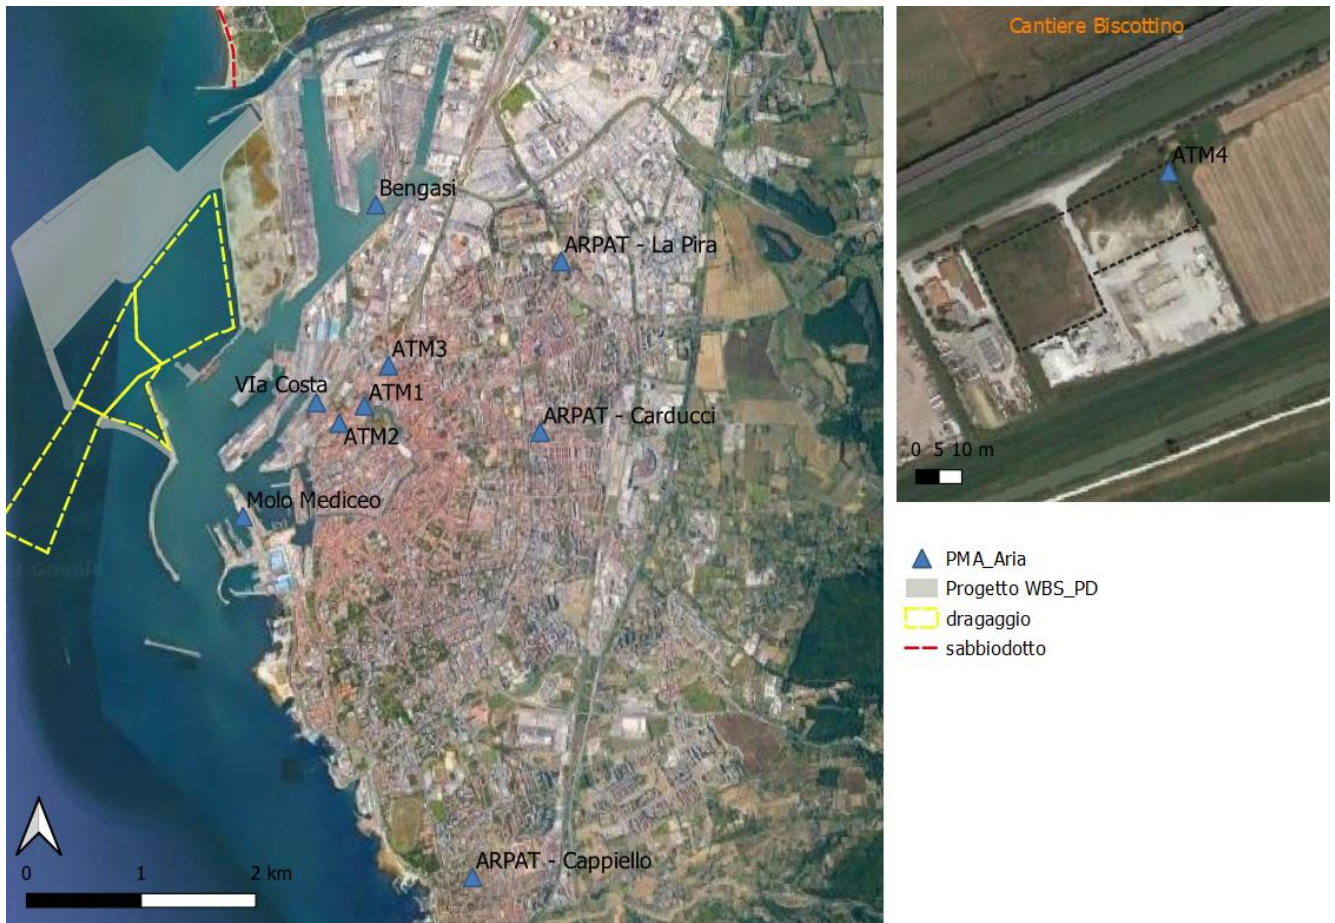 Bengasi
ARPAT - La Pira
ATM3
VIa Costa
ATM1
ATM2
ARPAT - Carducci
Molo Mediceo
ARPAT - Cappiello
0 1 2 km
Cantiere Biscottino
ATM4
0 5 10 m
PMA_Aria
Progetto WBS_PD
dragaggio
sabbiodotto